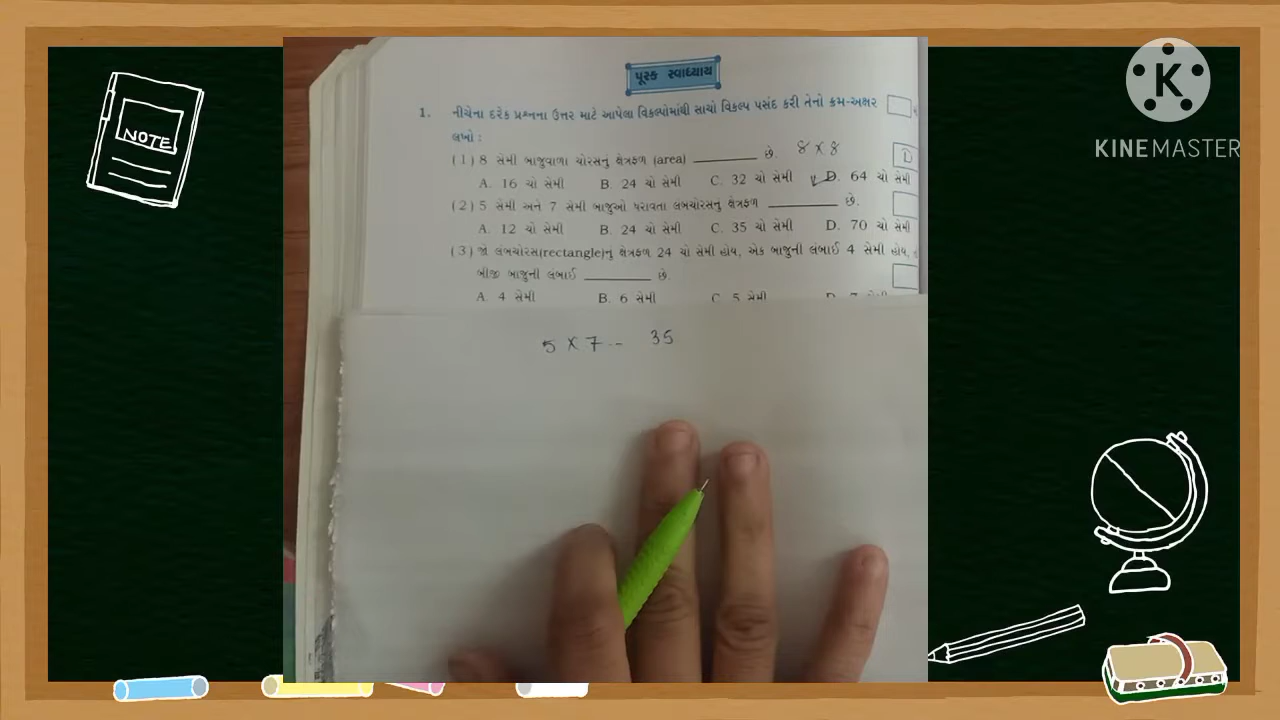 NOTE
KINEMASTER
પૂરક સ્વાધ્યાય
1. નીચેના દરેક પ્રશ્નના ઉત્તર માટે આપેલા વિકલ્પોમાંથી સાચો વિકલ્પ પસંદ કરી તેનો ક્રમ-અક્ષર
લખો :
(1) 8 સેમી બાજુવાળા ચોરસનું ક્ષેત્રફળ (area) ________ છે. 8 X 8
D
A. 16 ચો સેમી B. 24 ચો સેમી C. 32 ચો સેમી D. 64 ચો સેમી
(2) 5 સેમી અને 7 સેમી બાજુઓ ધરાવતા લંબચોરસનું ક્ષેત્રફળ ________ છે.
A. 12 ચો સેમી B. 24 ચો સેમી C. 35 ચો સેમી D. 70 ચો સેમી
(3) જો લંબચોરસ(rectangle)નું ક્ષેત્રફળ 24 ચો સેમી હોય, એક બાજુની લંબાઈ 4 સેમી હોય,
બીજી બાજુની લંબાઈ ________ છે.
A. 4 સેમી B. 6 સેમી C. 5 સેમી D. 7 સેમી
5 X 7 -- 35